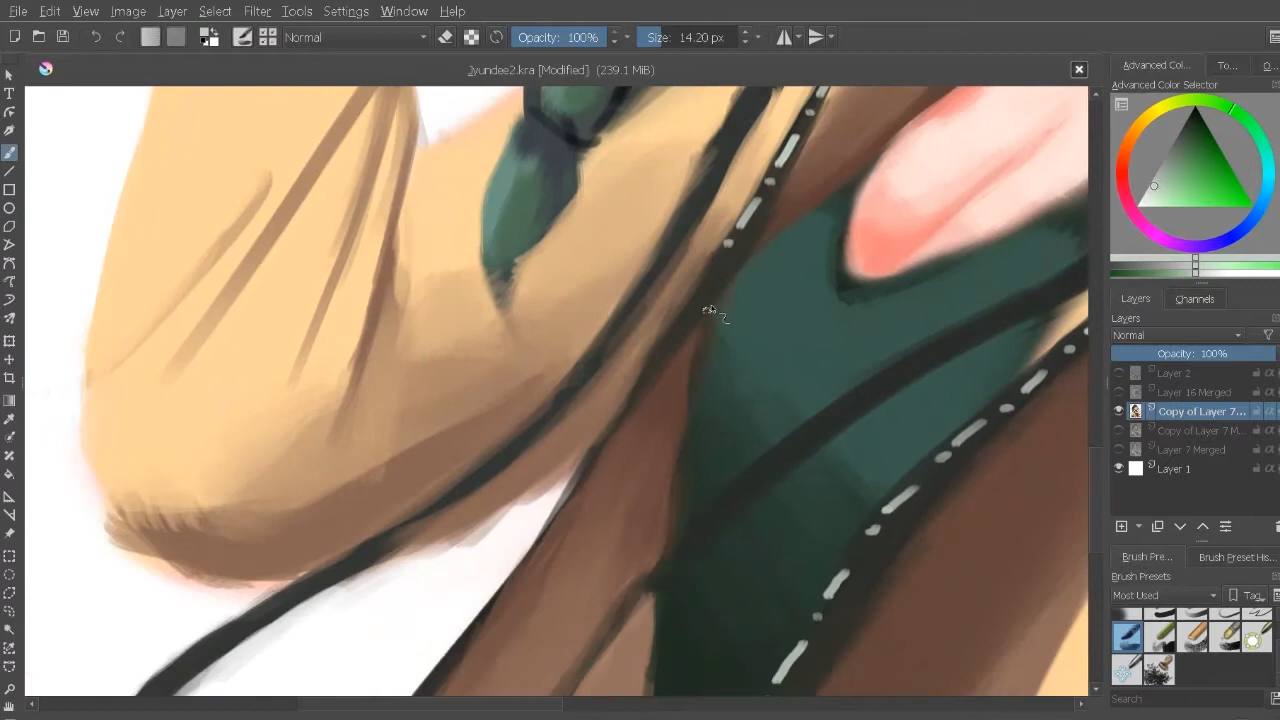 File Edit View Image Layer Select Filter Tools Settings Window Help
Normal Opacity: 100% Size: 14.20 px
Jyundee2.kra [Modified] (239.1 MiB)
Advanced Col... To... O...
Advanced Color Selector
Layers Channels
Layers
Normal
Opacity: 100%
Layer 2
Layer 16 Merged
Copy of Layer 7...
Copy of Layer 7 M...
Layer 7 Merged
Layer 1
Brush Pre... Brush Preset His...
Brush Presets
Most Used Tag
Search